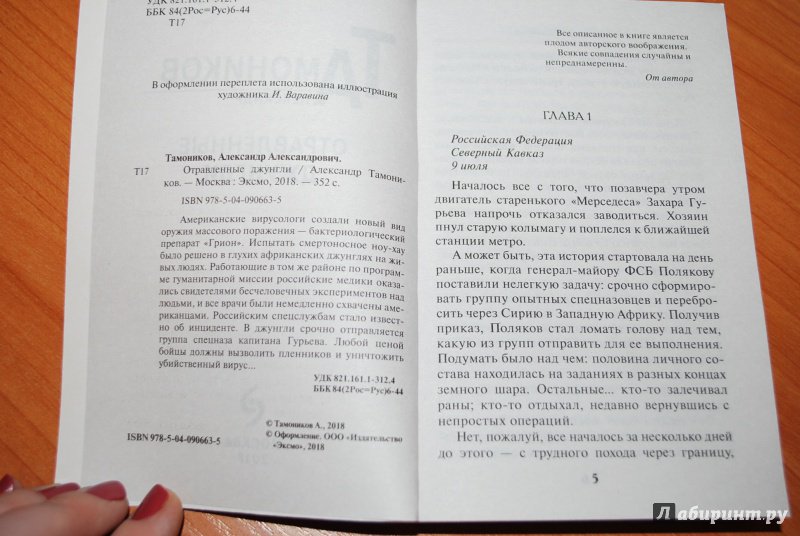 УДК 821.161.1-312.4
ББК 84(2Рос=Рус)6-44
Т17
В оформлении переплета использована иллюстрация
художника И. Варавина
Тамоников, Александр Александрович.
Т17 Отравленные джунгли / Александр Тамони-
ков. — Москва : Эксмо, 2018. — 352 с.
ISBN 978-5-04-090663-5
Американские вирусологи создали новый вид
оружия массового поражения — бактериологический
препарат «Грион». Испытать смертоносное ноу-хау
было решено в глухих африканских джунглях на жи-
вых людях. Работающие в том же районе по програм-
ме гуманитарной миссии российские медики оказа-
лись свидетелями бесчеловечных экспериментов над
людьми, и все врачи были немедленно схвачены аме-
риканцами. Российским спецслужбам стало извест-
но об инциденте. В джунгли срочно отправляется
группа спецназа капитана Гурьева. Любой ценой
бойцы должны вызволить пленников и уничтожить
убийственный вирус...
УДК 821.161.1-312.4
ББК 84(2Рос=Рус)6-44
© Тамоников А., 2018
© Оформление. ООО «Издательство
«Эксмо», 2018
ISBN 978-5-04-090663-5
Все описанное в книге является
плодом авторского воображения.
Всякие совпадения случайны и
непреднамеренны.
От автора
ГЛАВА 1
Российская Федерация
Северный Кавказ
9 июля
Началось все с того, что позавчера утром
двигатель старенького «Мерседеса» Захара Гу-
рьева напрочь отказался заводиться. Хозяин
пнул старую колымагу и поплелся к ближайшей
станции метро.
А может быть, эта история стартовала на день
раньше, когда генерал-майору ФСБ Полякову
поставили нелегкую задачу: срочно сформиро-
вать группу опытных спецназовцев и перебро-
сить через Сирию в Западную Африку. Получив
приказ, Поляков стал ломать голову над тем,
какую из групп отправить для ее выполнения.
Подумать было над чем: половина личного со-
става находилась на заданиях в разных концах
земного шара. Остальные... кто-то залечивал
раны; кто-то отдыхал, недавно вернувшись с
непростых операций.
Нет, пожалуй, все началось за несколько дней
до этого — с трудного похода через границу,
5
Лабиринт.ру